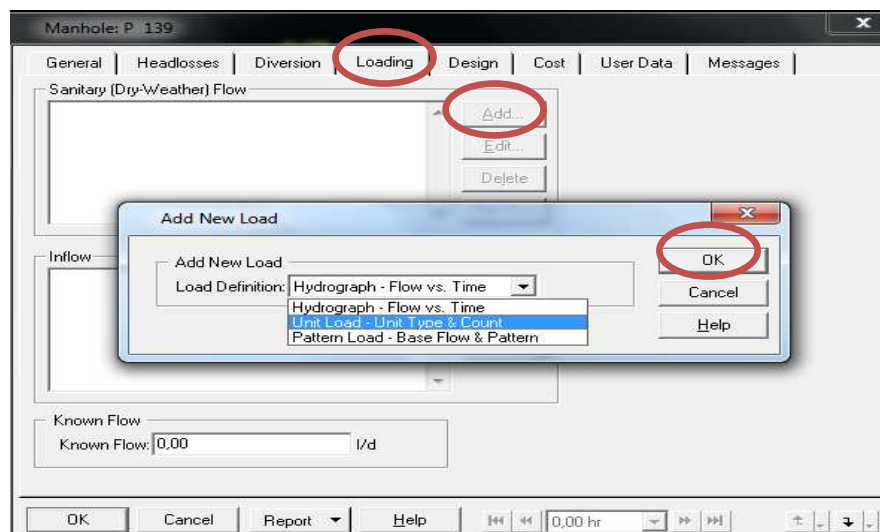 Manhole: P 139
General Headlosses Diversion Loading Design Cost User Data Messages
Sanitary (Dry-Weather) Flow
Add...
Edit...
Delete
Add New Load
Inflow
Add New Load
OK
Load Definition: Hydrograph - Flow vs. Time
Cancel
Hydrograph - Flow vs. Time
Unit Load - Unit Type & Count
Help
Pattern Load - Base Flow & Pattern
Known Flow
Known Flow: 0,00 l/d
OK Cancel Report Help 0,00 hr